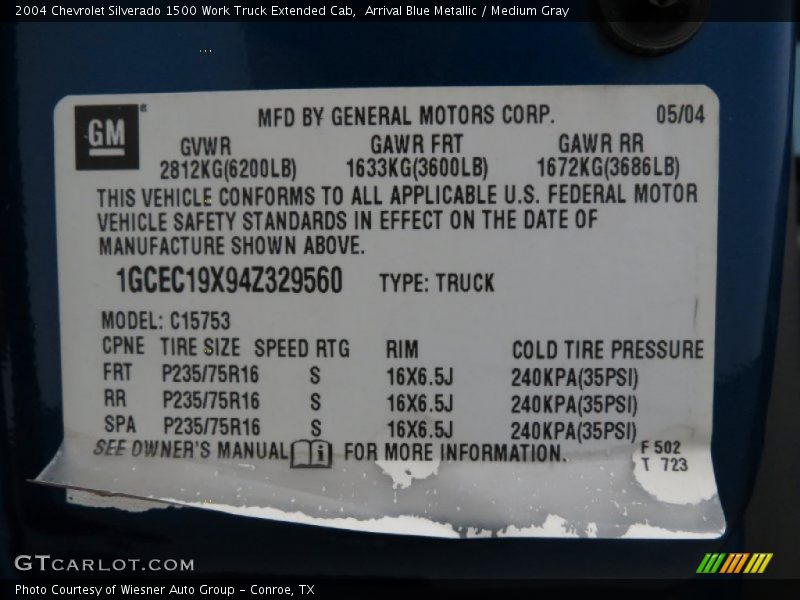 2004 Chevrolet Silverado 1500 Work Truck Extended Cab,  Arrival Blue Metallic / Medium Gray
GM® MFD BY GENERAL MOTORS CORP. 05/04
GVWR GAWR FRT GAWR RR
2812KG(6200LB) 1633KG(3600LB) 1672KG(3686LB)
THIS VEHICLE CONFORMS TO ALL APPLICABLE U.S. FEDERAL MOTOR
VEHICLE SAFETY STANDARDS IN EFFECT ON THE DATE OF
MANUFACTURE SHOWN ABOVE.
1GCEC19X94Z329560 TYPE: TRUCK
MODEL: C15753
CPNE TIRE SIZE SPEED RTG RIM COLD TIRE PRESSURE
FRT P235/75R16 S 16X6.5J 240KPA(35PSI)
RR P235/75R16 S 16X6.5J 240KPA(35PSI)
SPA P235/75R16 S 16X6.5J 240KPA(35PSI)
SEE OWNER'S MANUAL i FOR MORE INFORMATION.
F 502
T 723
GTCARLOT.COM
Photo Courtesy of Wiesner Auto Group - Conroe, TX